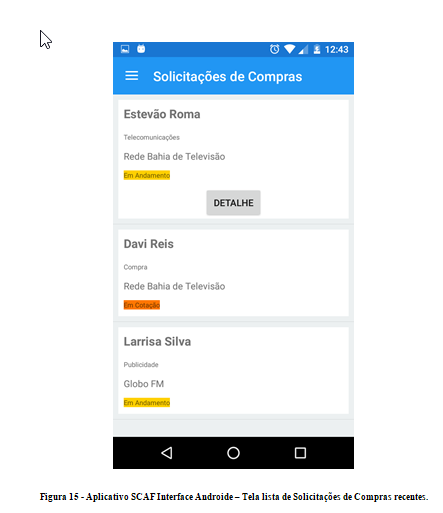 12:43
Solicitações de Compras
Estevão Roma
Telecomunicações
Rede Bahia de Televisão
Em Andamento
DETALHE
Davi Reis
Compra
Rede Bahia de Televisão
Em Cotação
Larrisa Silva
Publicidade
Globo FM
Em Andamento
Figura 15 - Aplicativo SCAF Interface Androide – Tela lista de Solicitações de Compras recentes.